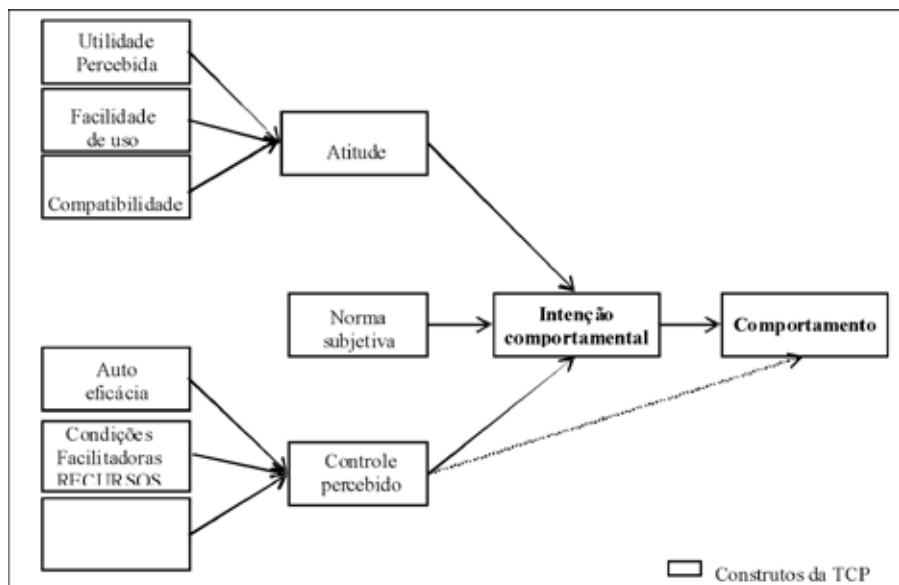 Utilidade
Percebida
Facilidade
de uso
Compatibilidade
Atitude
Norma
subjetiva
Intenção
comportamental
Comportamento
Auto
eficácia
Condições
Facilitadoras
RECURSOS
Controle
percebido
Construtos da TCP